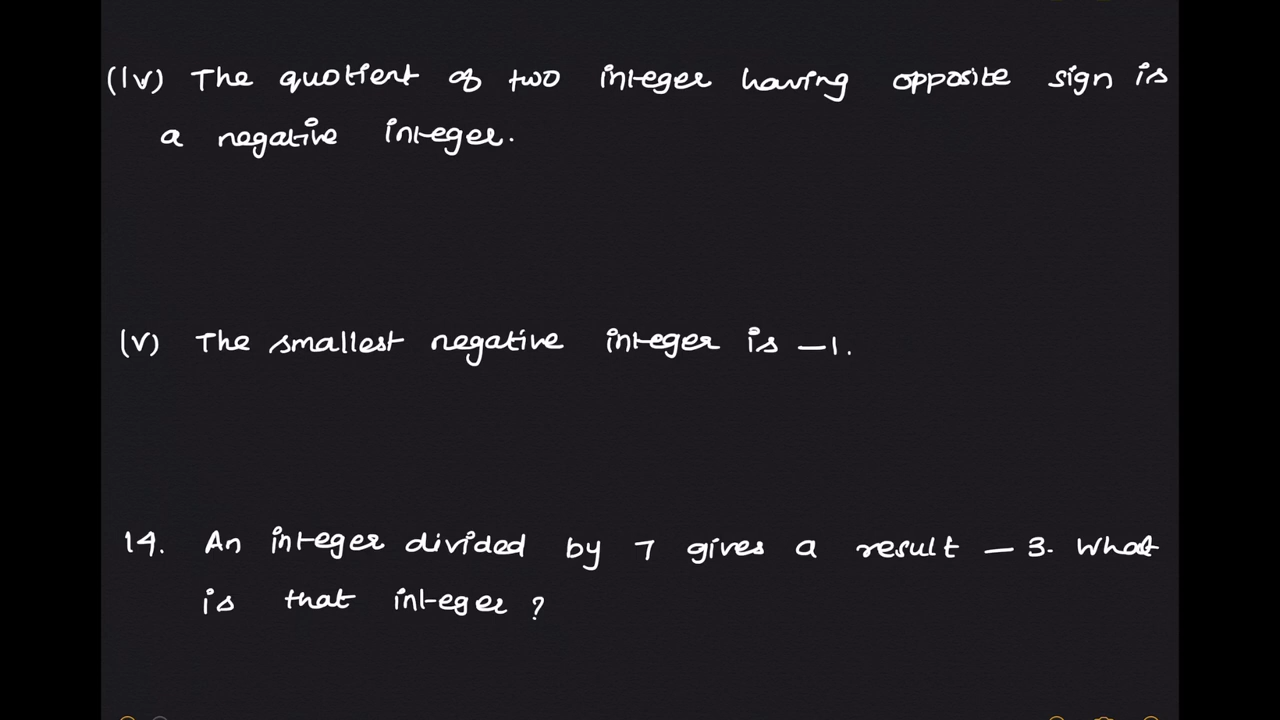 (iv) The quotient of two integer having opposite sign is
a negative integer.
(v) The smallest negative integer is -1.
14. An integer divided by 7 gives a result - 3. What
is that integer ?